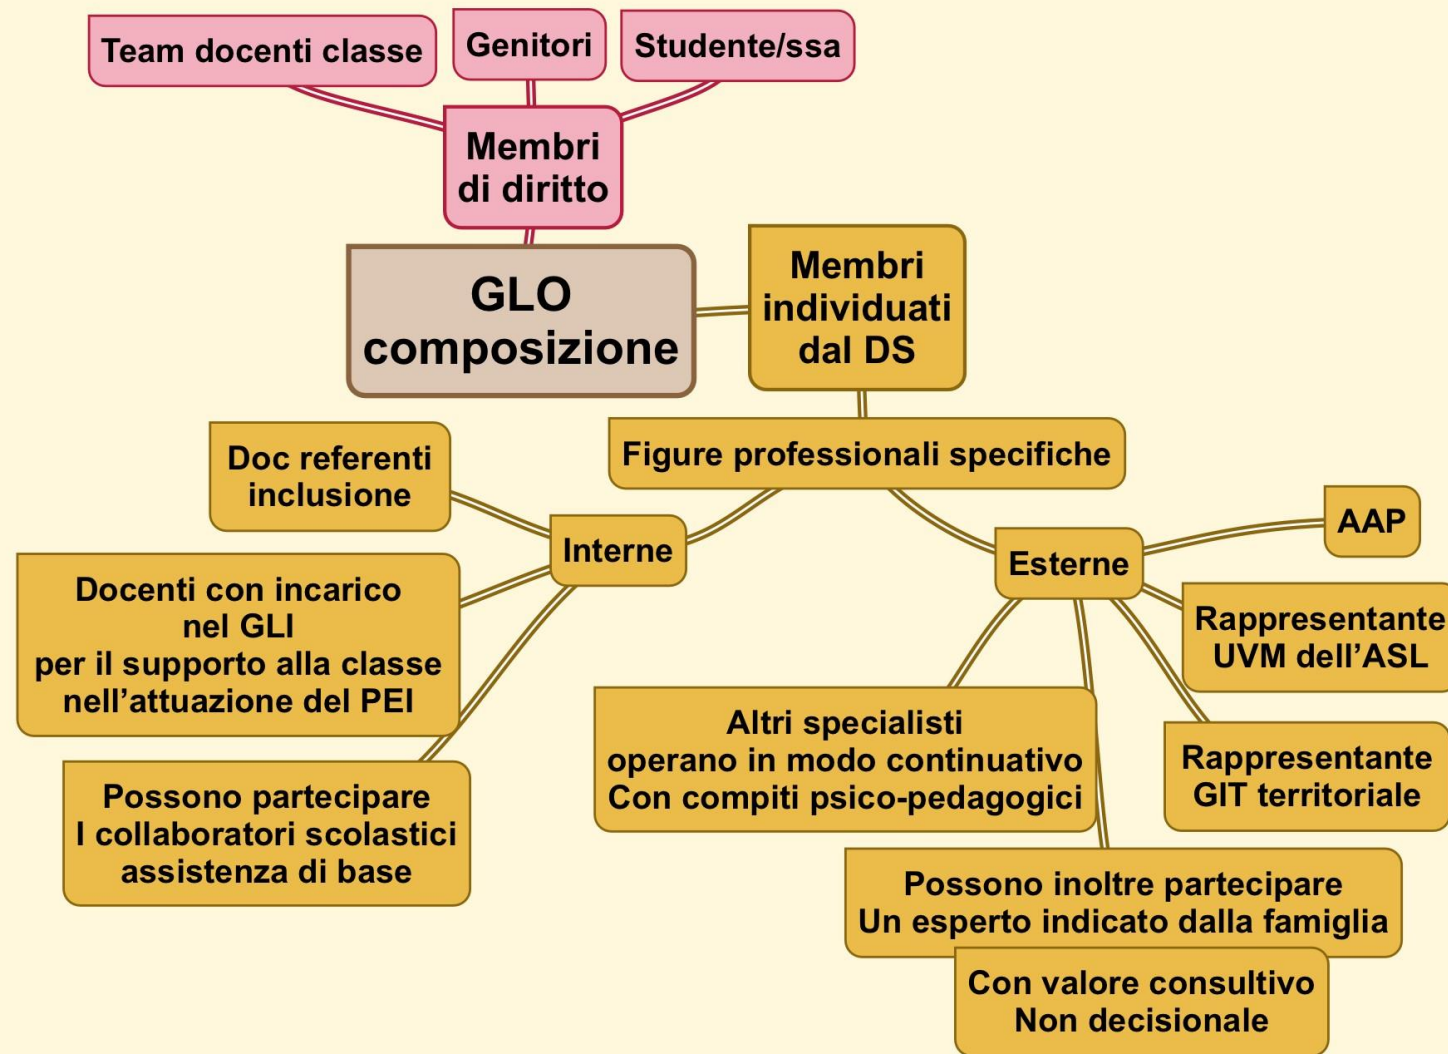 Team docenti classe
Genitori
Studente/ssa
Membri
di diritto
GLO
composizione
Membri
individuati
dal DS
Figure professionali specifiche
Doc referenti
inclusione
Interne
Docenti con incarico
nel GLI
per il supporto alla classe
nell’attuazione del PEI
Possono partecipare
I collaboratori scolastici
assistenza di base
Esterne
AAP
Rappresentante
UVM dell’ASL
Rappresentante
GIT territoriale
Altri specialisti
operano in modo continuativo
Con compiti psico-pedagogici
Possono inoltre partecipare
Un esperto indicato dalla famiglia
Con valore consultivo
Non decisionale